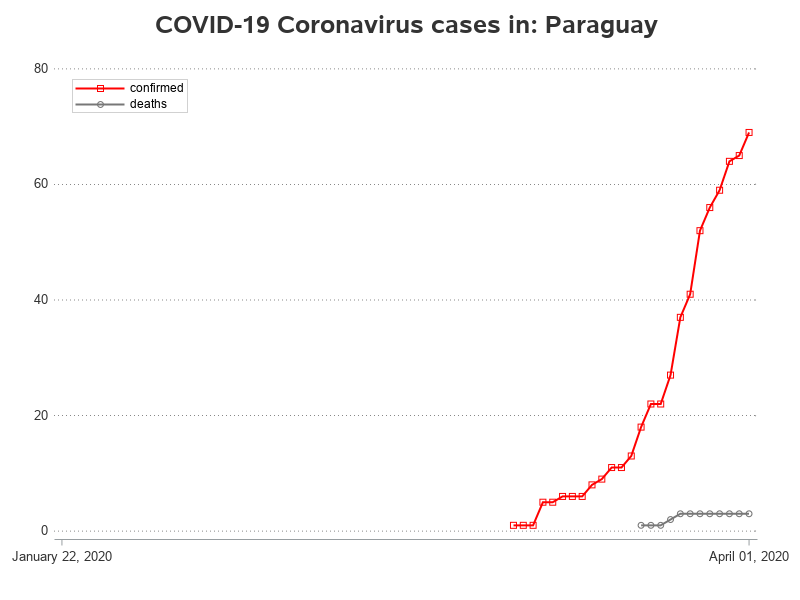 COVID-19 Coronavirus cases in: Paraguay
80
confirmed
deaths
60
40
20
0
January 22, 2020
April 01, 2020